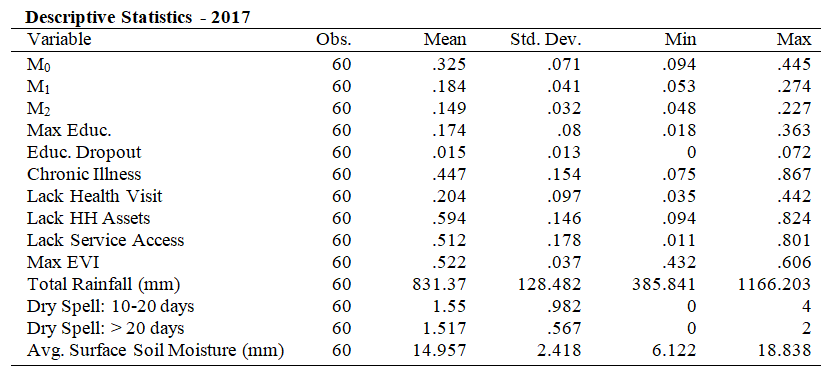 Descriptive Statistics - 2017
Variable Obs. Mean Std. Dev. Min Max
M0 60 .325 .071 .094 .445
M1 60 .184 .041 .053 .274
M2 60 .149 .032 .048 .227
Max Educ. 60 .174 .08 .018 .363
Educ. Dropout 60 .015 .013 0 .072
Chronic Illness 60 .447 .154 .075 .867
Lack Health Visit 60 .204 .097 .035 .442
Lack HH Assets 60 .594 .146 .094 .824
Lack Service Access 60 .512 .178 .011 .801
Max EVI 60 .522 .037 .432 .606
Total Rainfall (mm) 60 831.37 128.482 385.841 1166.203
Dry Spell: 10-20 days 60 1.55 .982 0 4
Dry Spell: > 20 days 60 1.517 .567 0 2
Avg. Surface Soil Moisture (mm) 60 14.957 2.418 6.122 18.838